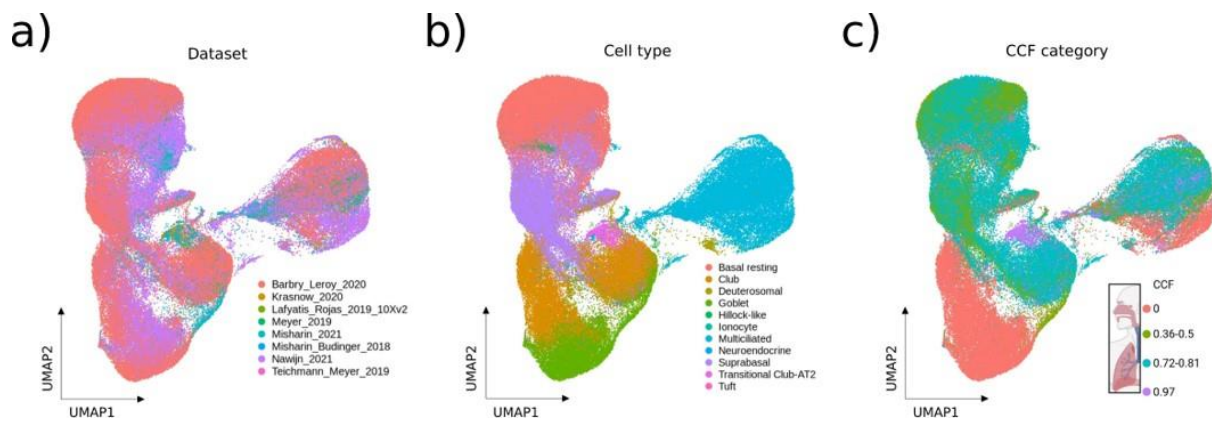 a)
Dataset
Barbry_Leroy_2020
Krasnow_2020
Lafyatis_Rojas_2019_10Xv2
Meyer_2019
Misharin_2021
Misharin_Budinger_2018
Nawijn_2021
Teichmann_Meyer_2019
UMAP2
UMAP1
b)
Cell type
Basal resting
Club
Deuterosomal
Goblet
Hillock-like
Ionocyte
Multiciliated
Neuroendocrine
Suprabasal
Transitional Club-AT2
Tuft
UMAP2
UMAP1
c)
CCF category
CCF
0
0.36-0.5
0.72-0.81
0.97
UMAP2
UMAP1